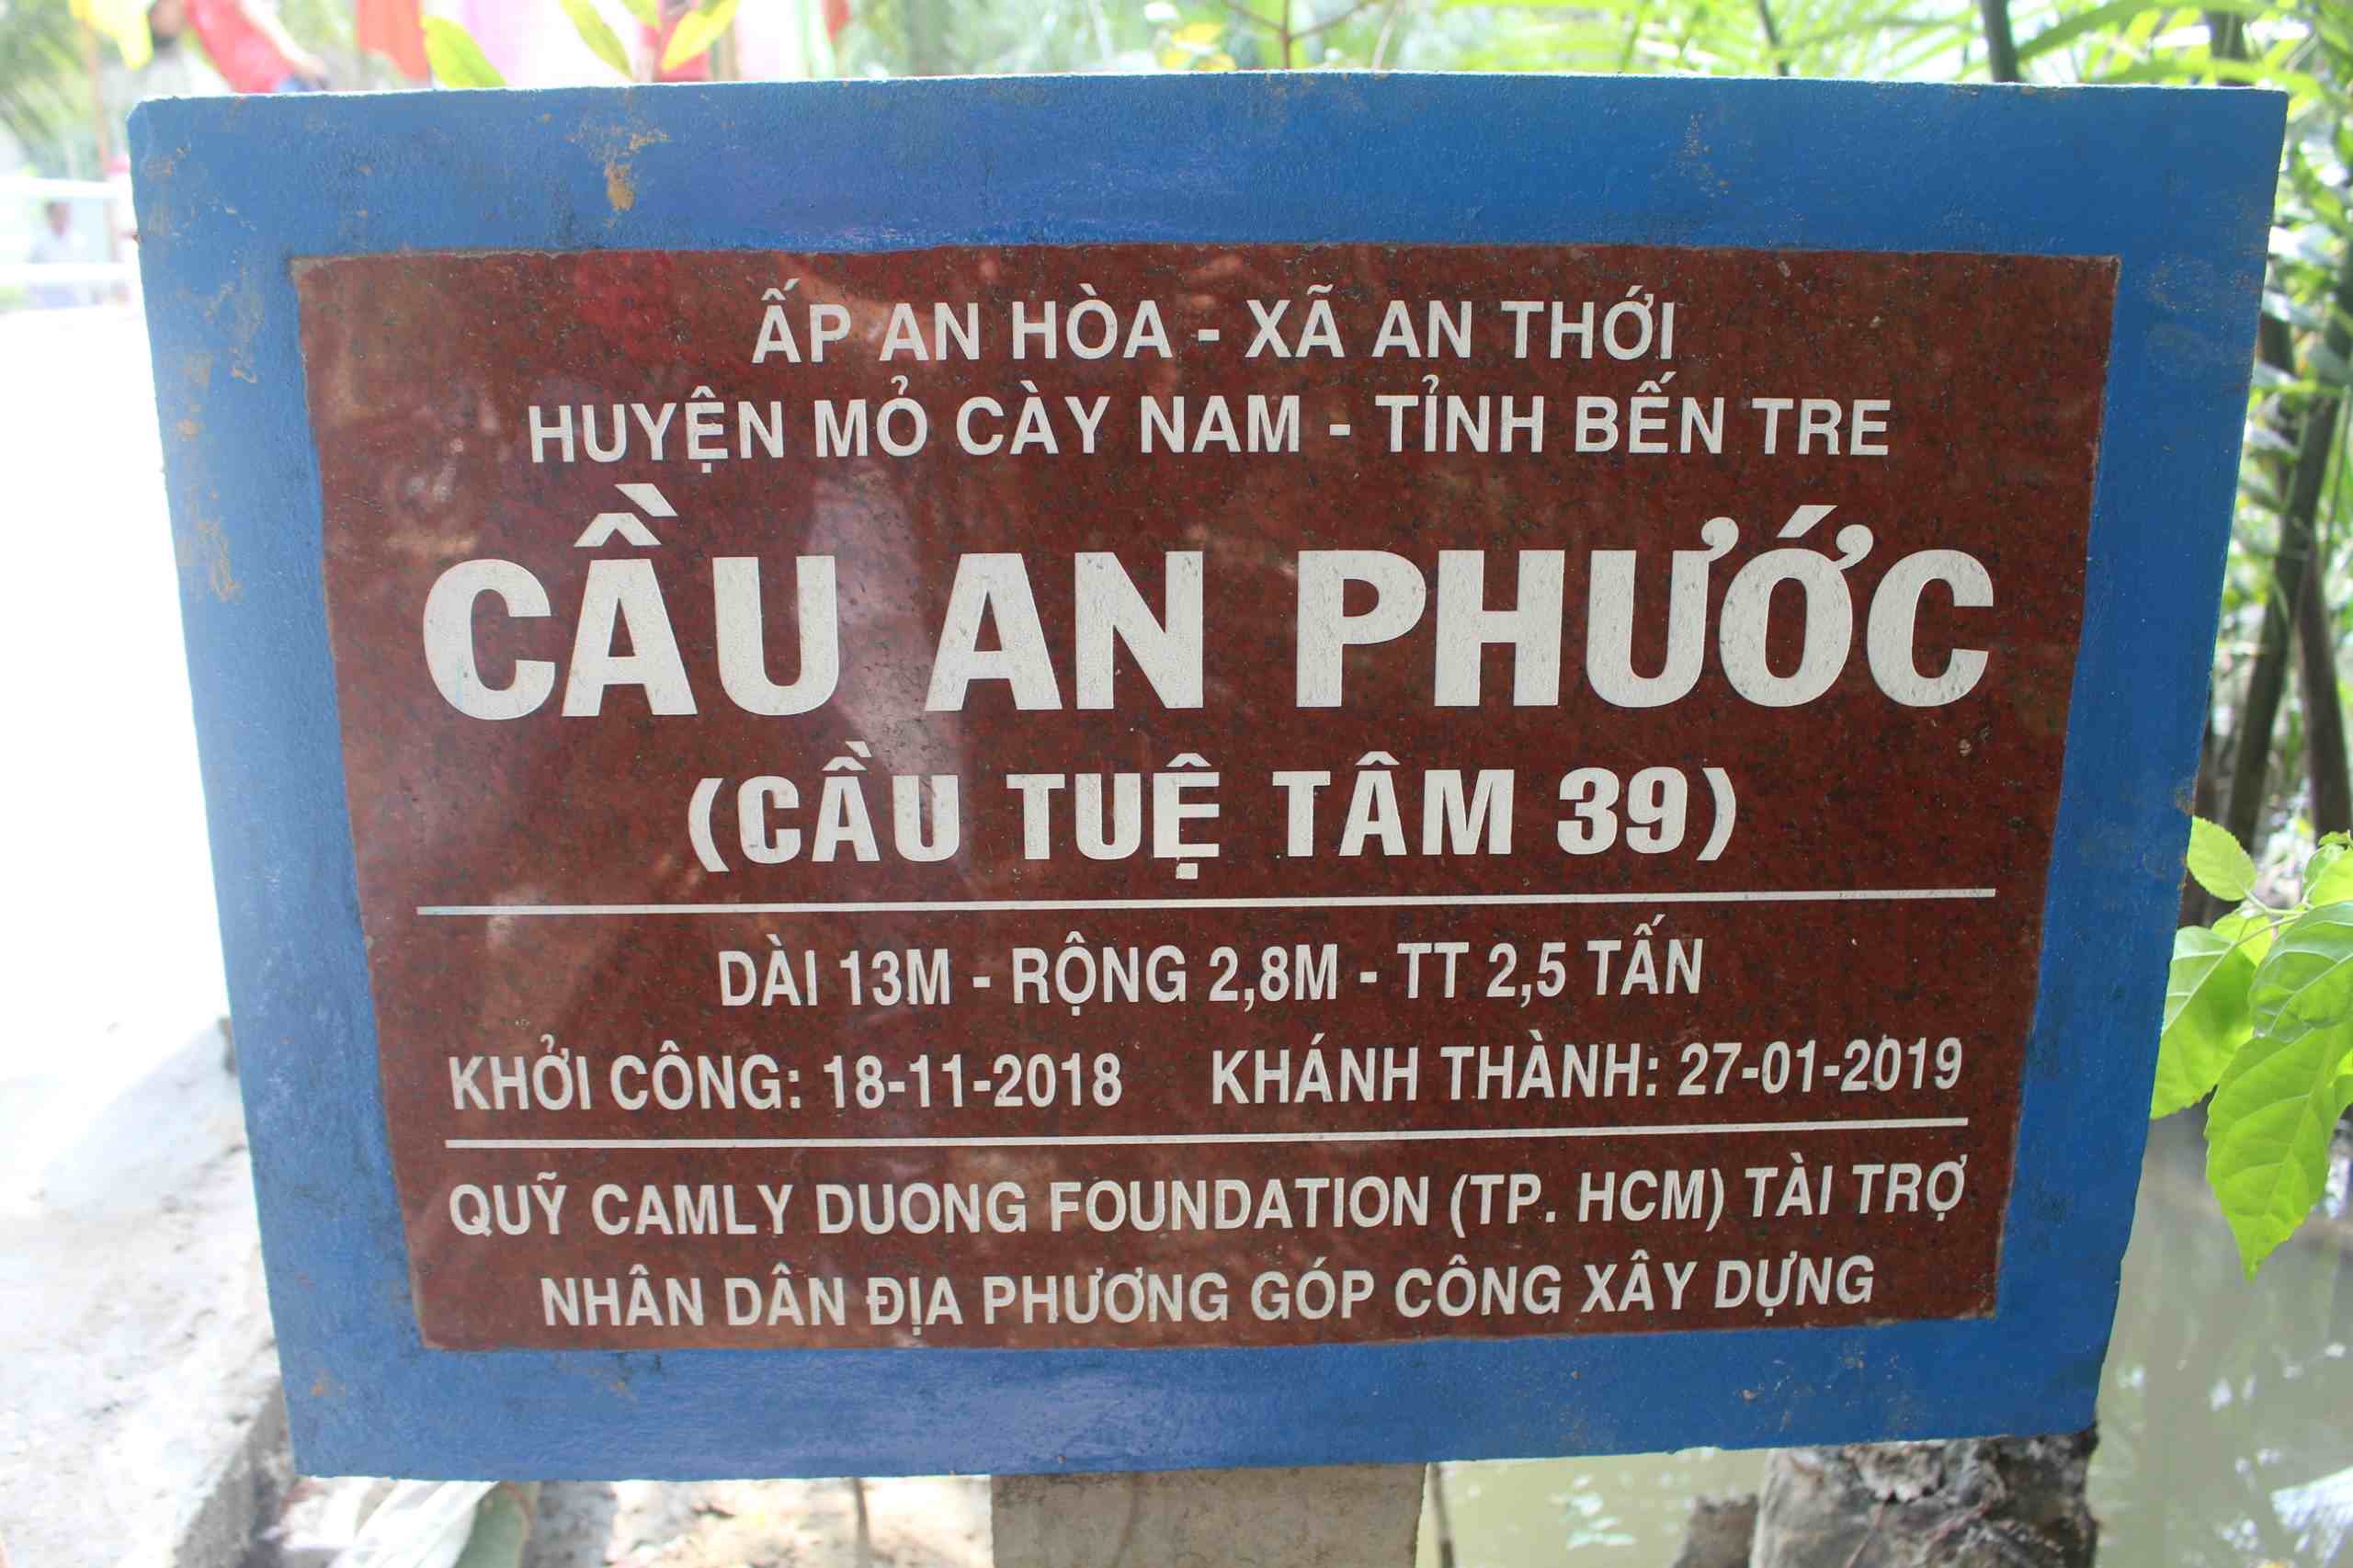 ẤP AN HÒA - XÃ AN THỚI
HUYỆN MỎ CÀY NAM - TỈNH BẾN TRE
CẦU AN PHƯỚC
(CẦU TUỆ TÂM 39)
DÀI 13M - RỘNG 2,8M - TT 2,5 TẤN
KHỞI CÔNG: 18-11-2018 KHÁNH THÀNH: 27-01-2019
QUỸ CAMLY DUONG FOUNDATION (TP. HCM) TÀI TRỢ
NHÂN DÂN ĐỊA PHƯƠNG GÓP CÔNG XÂY DỰNG